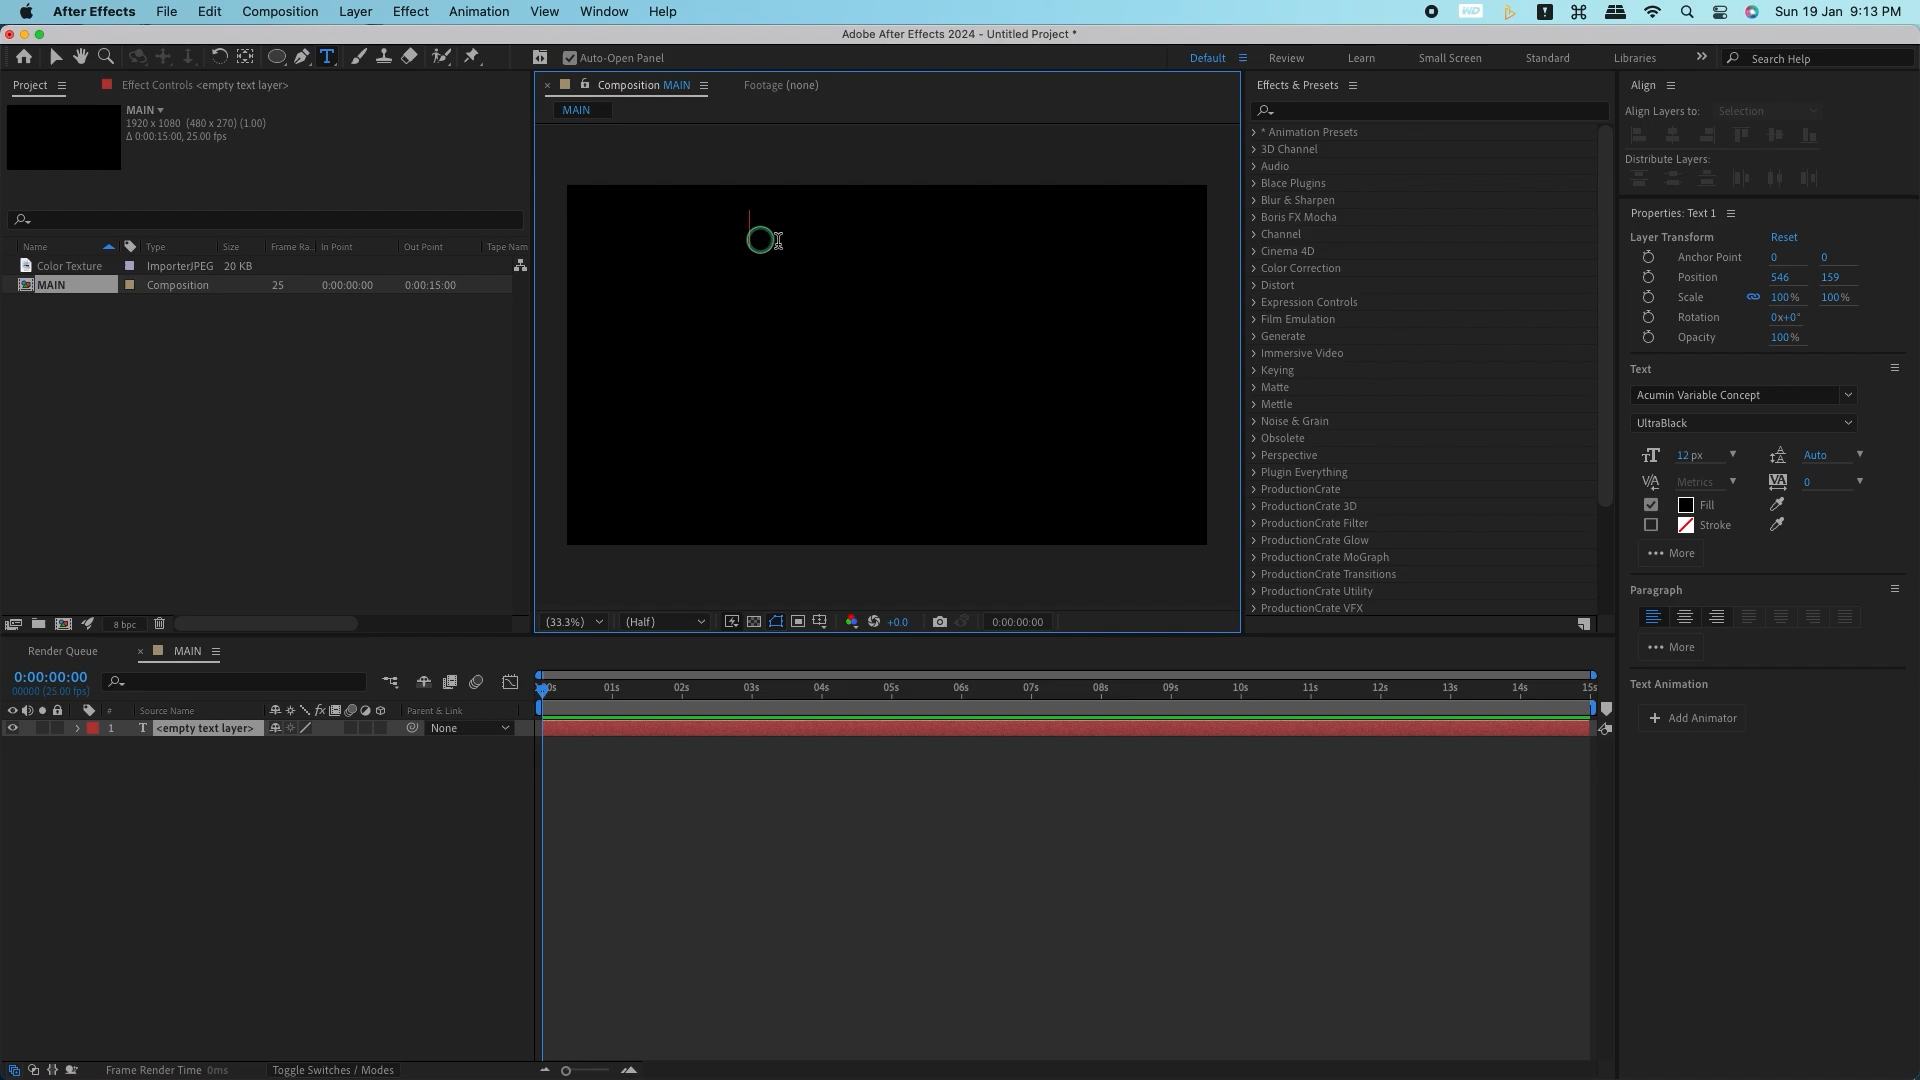 After Effects File Edit Composition Layer Effect Animation View Window Help
WD Sun 19 Jan 9:13 PM
Adobe After Effects 2024 - Untitled Project *
T Auto-Open Panel Default Review Learn Small Screen Standard Libraries Search Help
Project Effect Controls <empty text layer>
MAIN
1920 x 1080 (480 x 270) (1.00)
Δ 0:00:15:00, 25.00 fps
Name Type Size Frame Ra... In Point Out Point Tape Nam
Color Texture ImporterJPEG 20 KB
MAIN Composition 25 0:00:00:00 0:00:15:00
8 bpc
Composition MAIN Footage (none)
MAIN
(33.3%) (Half) +0.0 0:00:00:00
Effects & Presets
* Animation Presets
3D Channel
Audio
Blace Plugins
Blur & Sharpen
Boris FX Mocha
Channel
Cinema 4D
Color Correction
Distort
Expression Controls
Film Emulation
Generate
Immersive Video
Keying
Matte
Mettle
Noise & Grain
Obsolete
Perspective
Plugin Everything
ProductionCrate
ProductionCrate 3D
ProductionCrate Filter
ProductionCrate Glow
ProductionCrate MoGraph
ProductionCrate Transitions
ProductionCrate Utility
ProductionCrate VFX
Align
Align Layers to: Selection
Distribute Layers:
Properties: Text 1
Layer Transform Reset
Anchor Point 0 0
Position 546 159
Scale 100% 100%
Rotation 0x+0°
Opacity 100%
Text
Acumin Variable Concept
UltraBlack
12 px Auto
Metrics 0
Fill
Stroke
More
Paragraph
More
Text Animation
+ Add Animator
Render Queue MAIN
0:00:00:00
00000 (25.00 fps)
# Source Name fx Parent & Link
1 T <empty text layer> None
01s 02s 03s 04s 05s 06s 07s 08s 09s 10s 11s 12s 13s 14s 15s
Frame Render Time 0ms Toggle Switches / Modes